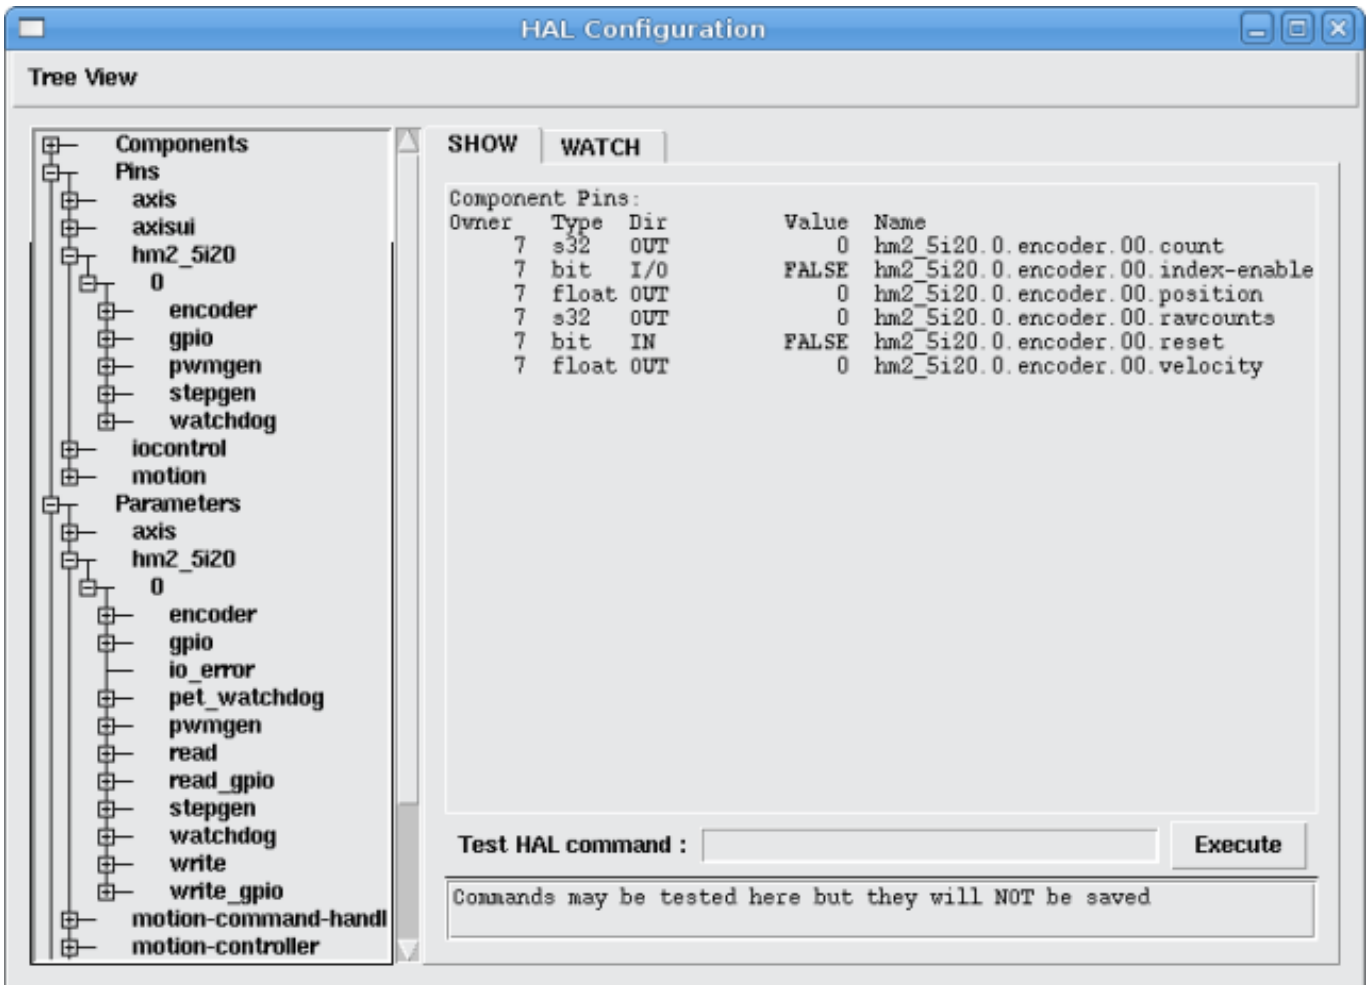 HAL Configuration
Tree View
Components
Pins
axis
axisui
hm2_5i20
0
encoder
gpio
pwmgen
stepgen
watchdog
iocontrol
motion
Parameters
axis
hm2_5i20
0
encoder
gpio
io_error
pet_watchdog
pwmgen
read
read_gpio
stepgen
watchdog
write
write_gpio
motion-command-handl
motion-controller
SHOW WATCH
Component Pins:
Owner Type Dir Value Name
7 s32 OUT 0 hm2_5i20.0.encoder.00.count
7 bit I/O FALSE hm2_5i20.0.encoder.00.index-enable
7 float OUT 0 hm2_5i20.0.encoder.00.position
7 s32 OUT 0 hm2_5i20.0.encoder.00.rawcounts
7 bit IN FALSE hm2_5i20.0.encoder.00.reset
7 float OUT 0 hm2_5i20.0.encoder.00.velocity
Test HAL command : Execute
Commands may be tested here but they will NOT be saved